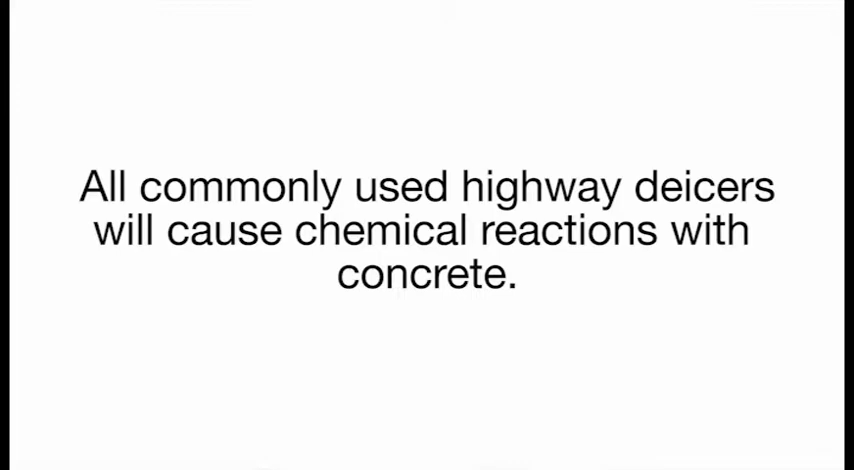 All commonly used highway deicers
will cause chemical reactions with
concrete.